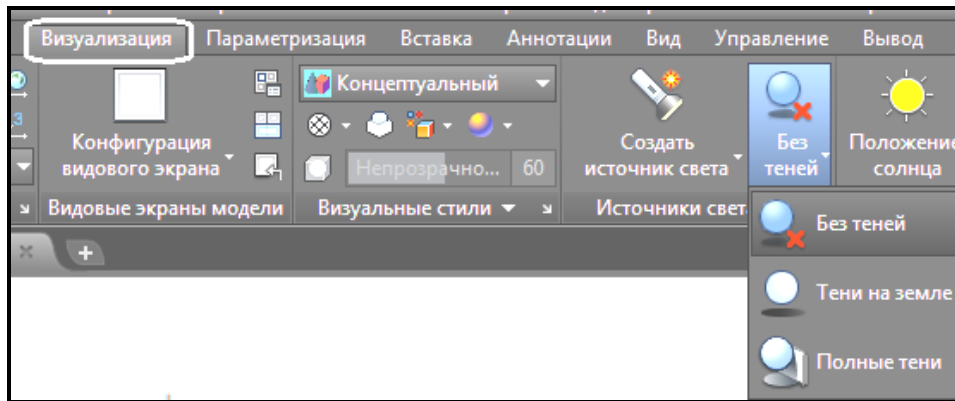 Визуализация Параметризация Вставка Аннотации Вид Управление Вывод
Концептуальный
3
Конфигурация
видового экрана
Непрозрачно... 60
Создать
источник света
Без
теней
Положение
солнца
Видовые экраны модели Визуальные стили Источники свет
Без теней
Тени на земле
Полные тени